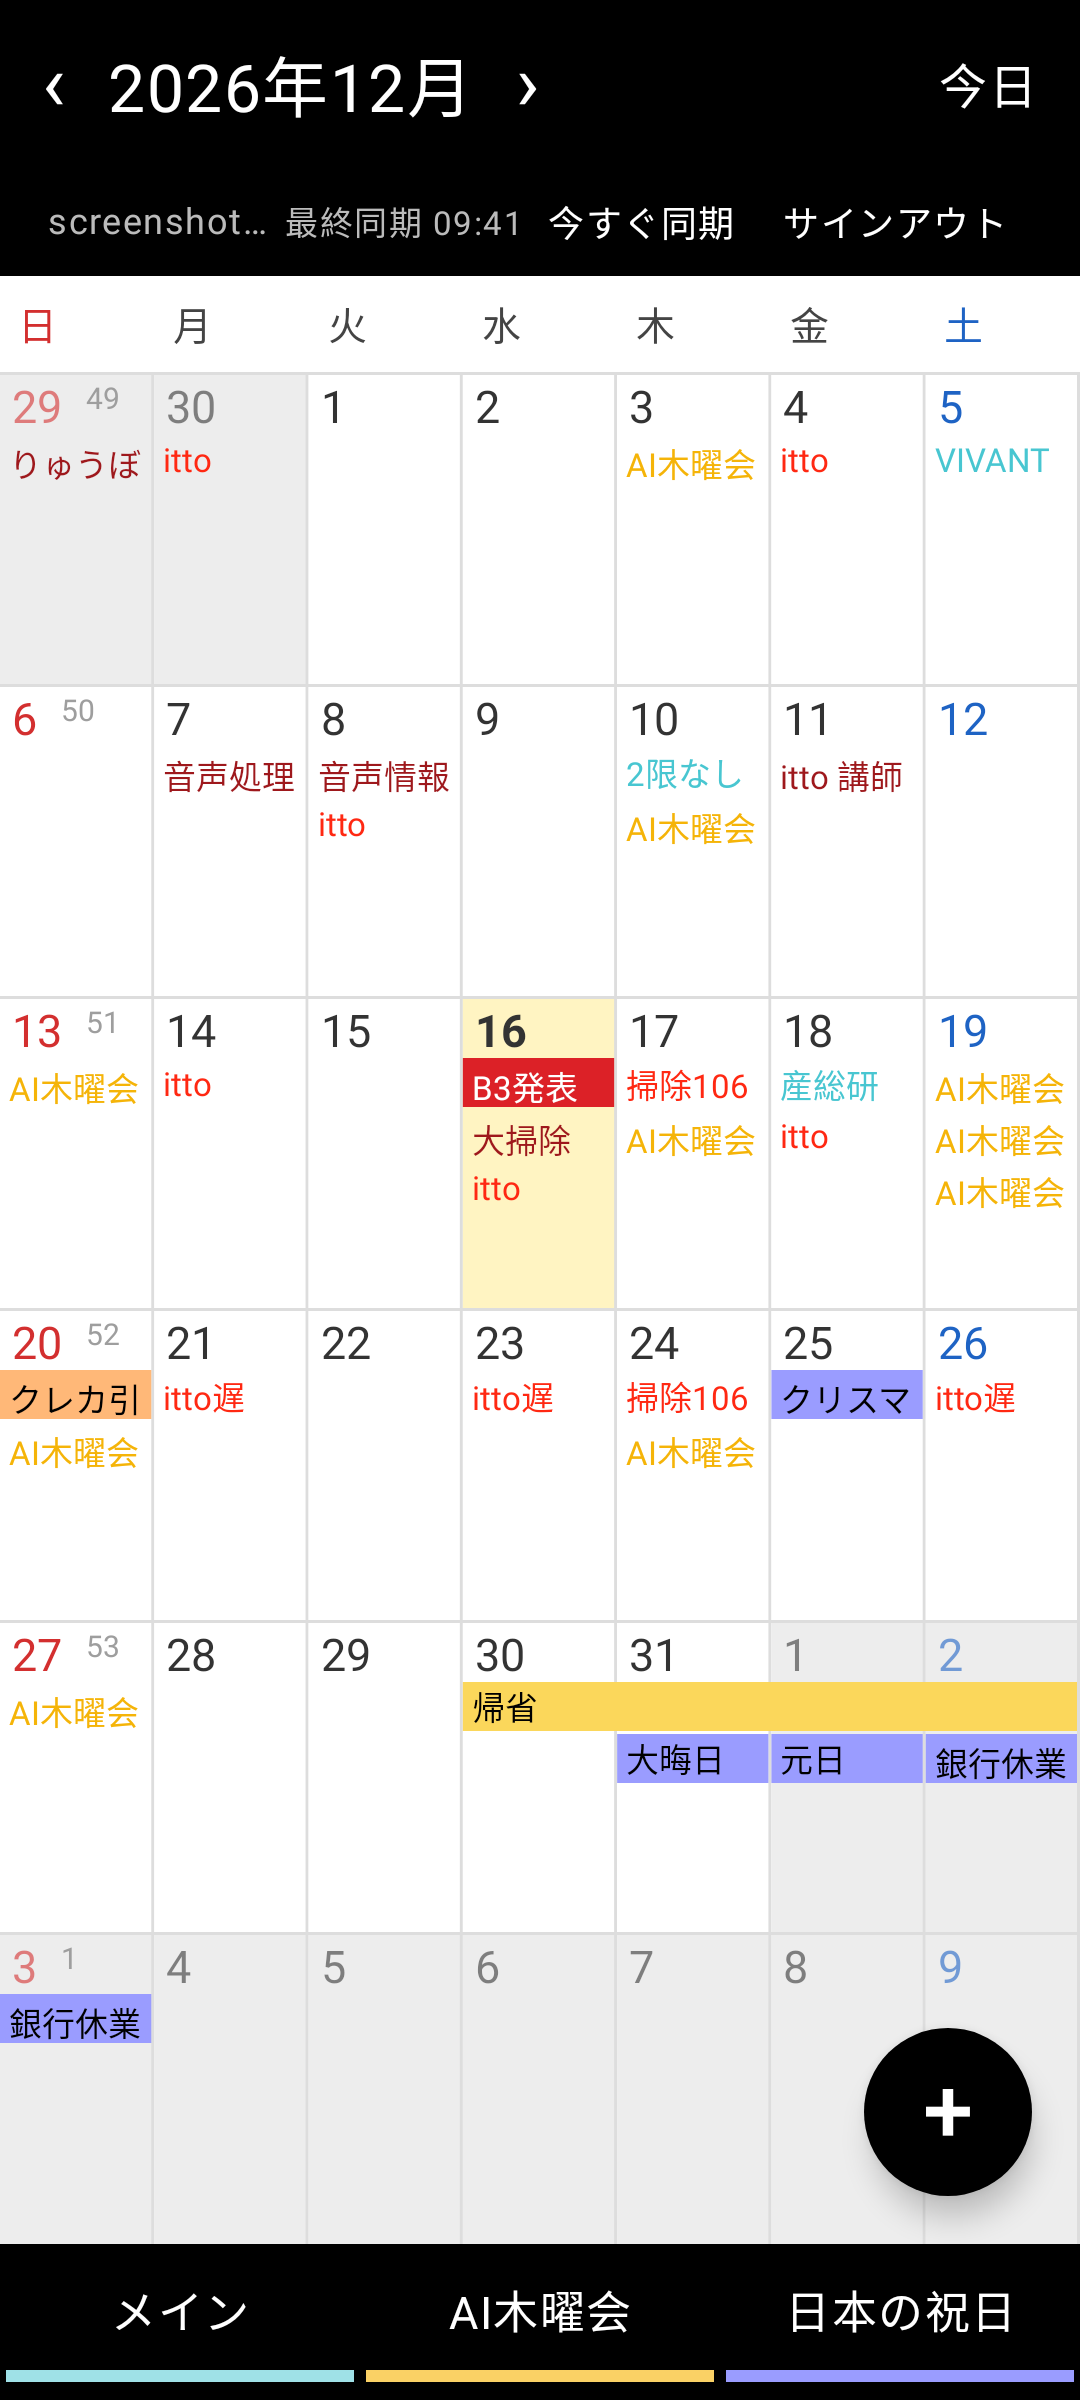 ‹ 2026年12月 › 今日
screenshot... 最終同期 09:41 今すぐ同期 サインアウト
日 月 火 水 木 金 土
29 49 30 1 2 3 4 5
りゅうぼ itto AI木曜会 itto VIVANT
6 50 7 8 9 10 11 12
音声処理 音声情報 2限なし itto 講師
itto AI木曜会
13 51 14 15 16 17 18 19
AI木曜会 itto B3発表 掃除106 産総研 AI木曜会
大掃除 AI木曜会 itto AI木曜会
itto AI木曜会
20 52 21 22 23 24 25 26
クレカ引 itto遅 itto遅 掃除106 クリスマ itto遅
AI木曜会 AI木曜会
27 53 28 29 30 31 1 2
AI木曜会 帰省
大晦日 元日 銀行休業
3 1 4 5 6 7 8 9
銀行休業
+
メイン AI木曜会 日本の祝日